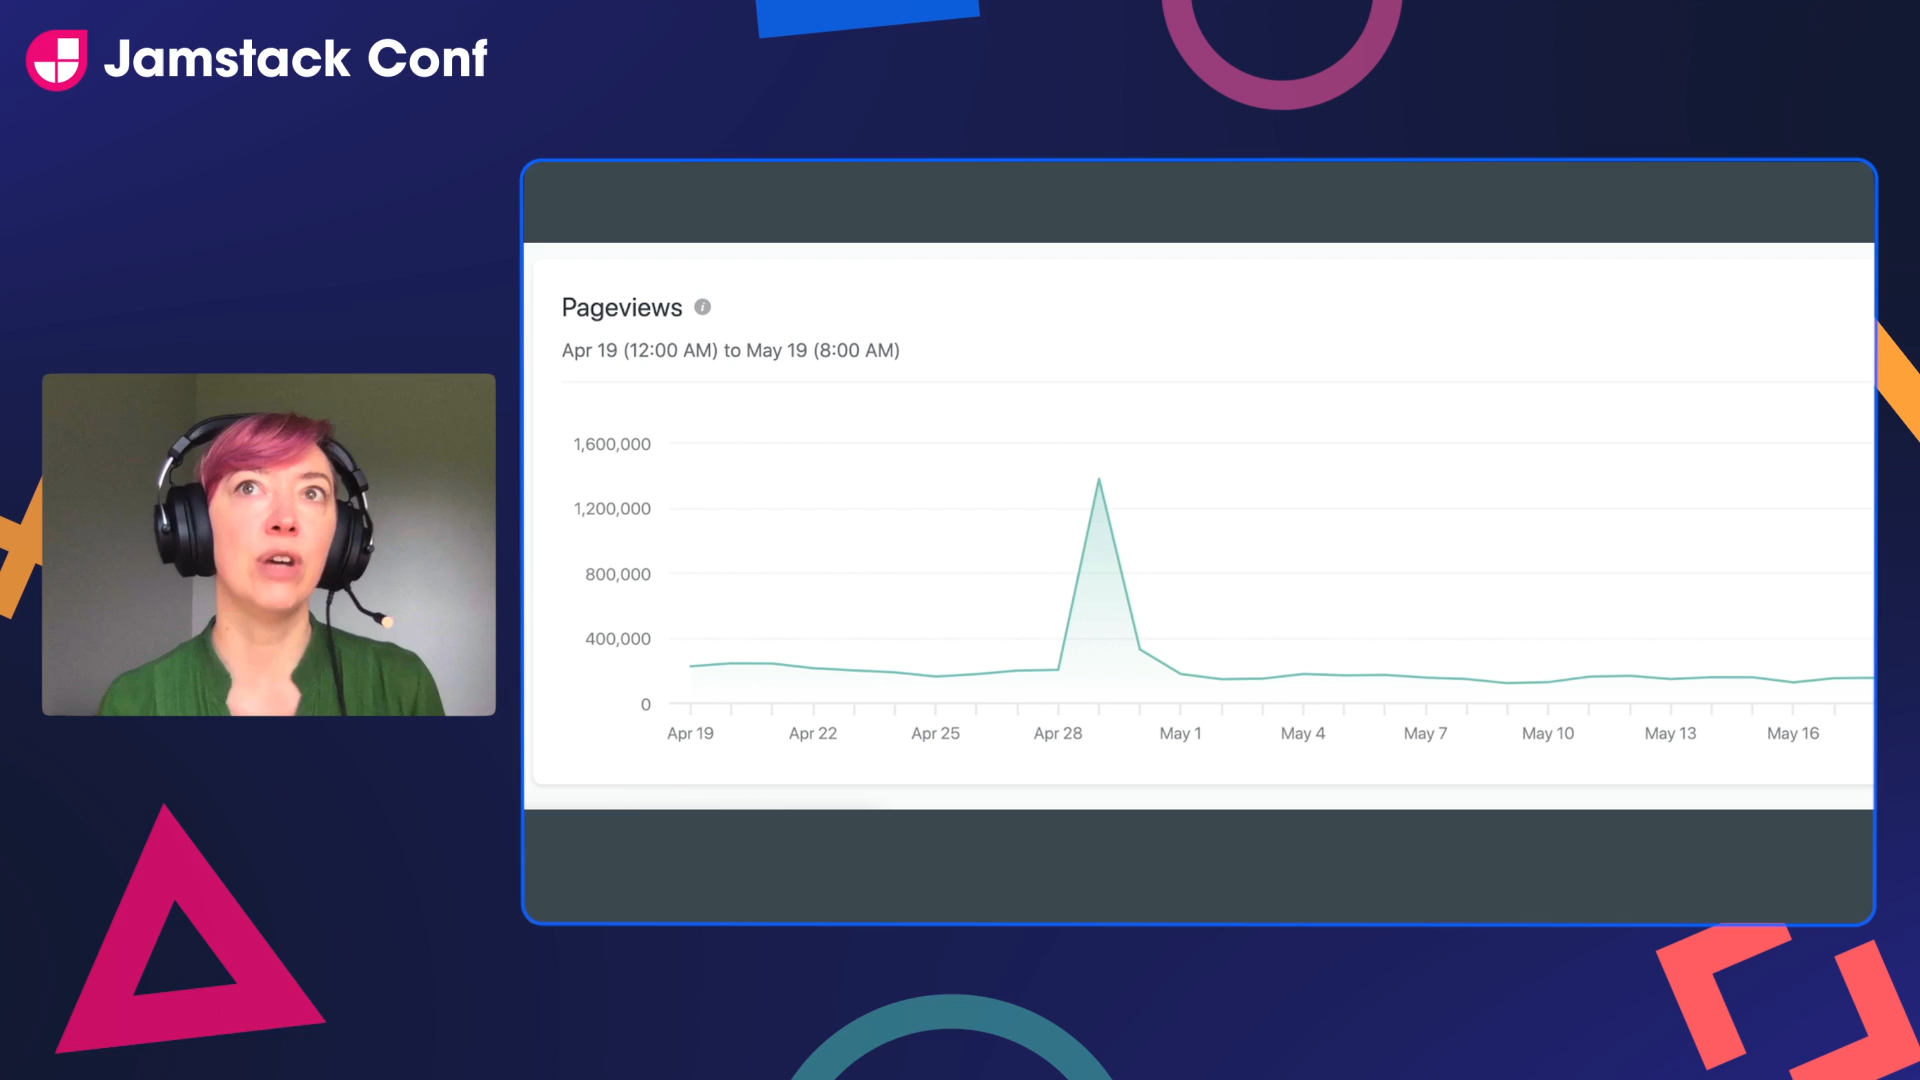 Jamstack Conf
Pageviews i
Apr 19 (12:00 AM) to May 19 (8:00 AM)
1,600,000
1,200,000
800,000
400,000
0
Apr 19 Apr 22 Apr 25 Apr 28 May 1 May 4 May 7 May 10 May 13 May 16